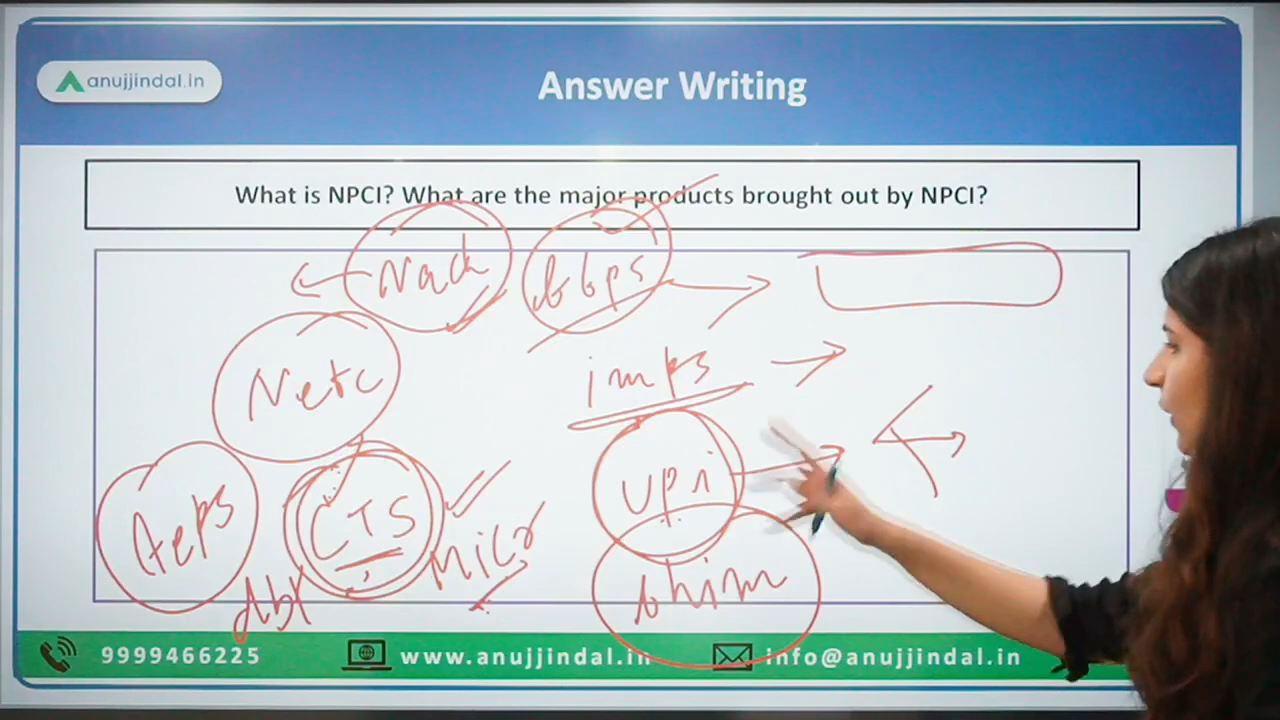 anujjindal.in
Answer Writing
What is NPCI? What are the major products brought out by NPCI?
Nach bbps
imps
Netc
UPi
Aeps CTS
micr
dbt
bhim
9999466225 www.anujjindal.in info@anujjindal.in